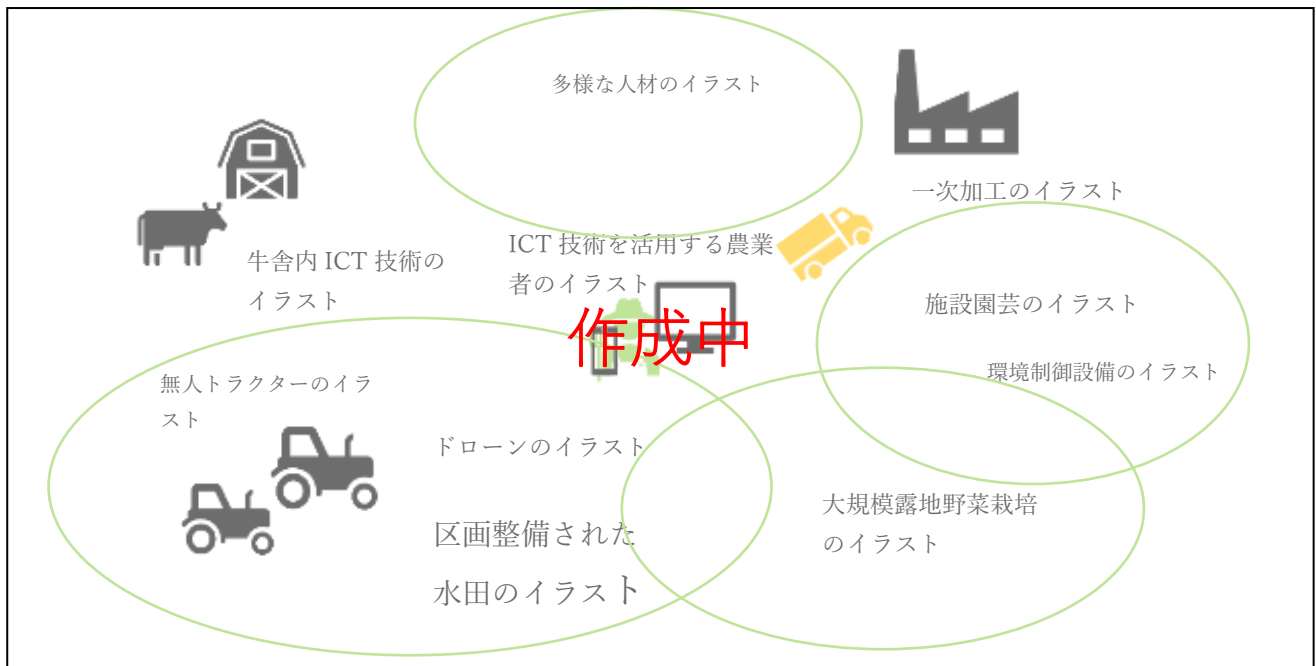 多様な人材のイラスト
一次加工のイラスト
ICT 技術を活用する農業
者のイラスト
牛舎内 ICT 技術の
イラスト
施設園芸のイラスト
作成中
環境制御設備のイラスト
無人トラクターのイラ
スト
ドローンのイラスト
大規模露地野菜栽培
のイラスト
区画整備された
水田のイラスト